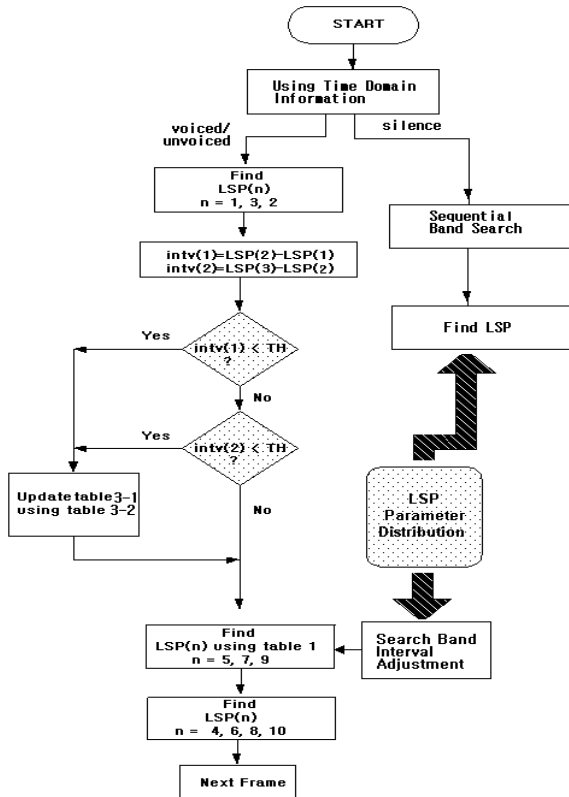 START
Using Time Domain
Information
voiced/
unvoiced
silence
Find
LSP(n)
n = 1, 3, 2
Sequential
Band Search
intv(1)=LSP(2)-LSP(1)
intv(2)=LSP(3)-LSP(2)
Find LSP
Yes
intv(1) < TH
?
No
Yes
intv(2) < TH
?
No
Update table 3-1
using table 3-2
LSP
Parameter
Distribution
Find
LSP(n) using table 1
n = 5, 7, 9
Search Band
Interval
Adjustment
Find
LSP(n)
n = 4, 6, 8, 10
Next Frame